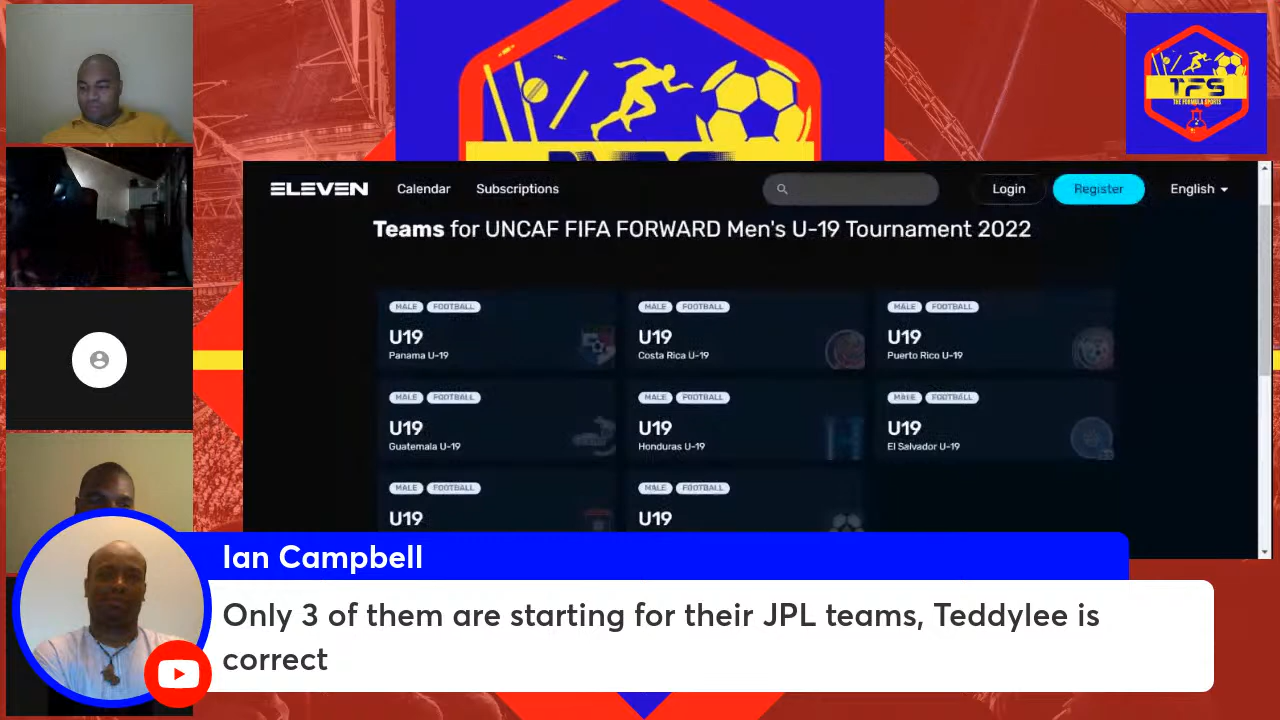 TFS
THE FORMULA SPORTS
ELEVEN
Calendar
Subscriptions
Login
Register
English
Teams for UNCAF FIFA FORWARD Men's U-19 Tournament 2022
MALE FOOTBALL
U19
Panama U-19
MALE FOOTBALL
U19
Costa Rica U-19
MALE FOOTBALL
U19
Puerto Rico U-19
MALE FOOTBALL
U19
Guatemala U-19
MALE FOOTBALL
U19
Honduras U-19
MALE FOOTBALL
U19
El Salvador U-19
MALE FOOTBALL
U19
MALE FOOTBALL
U19
Ian Campbell
Only 3 of them are starting for their JPL teams, Teddylee is
correct